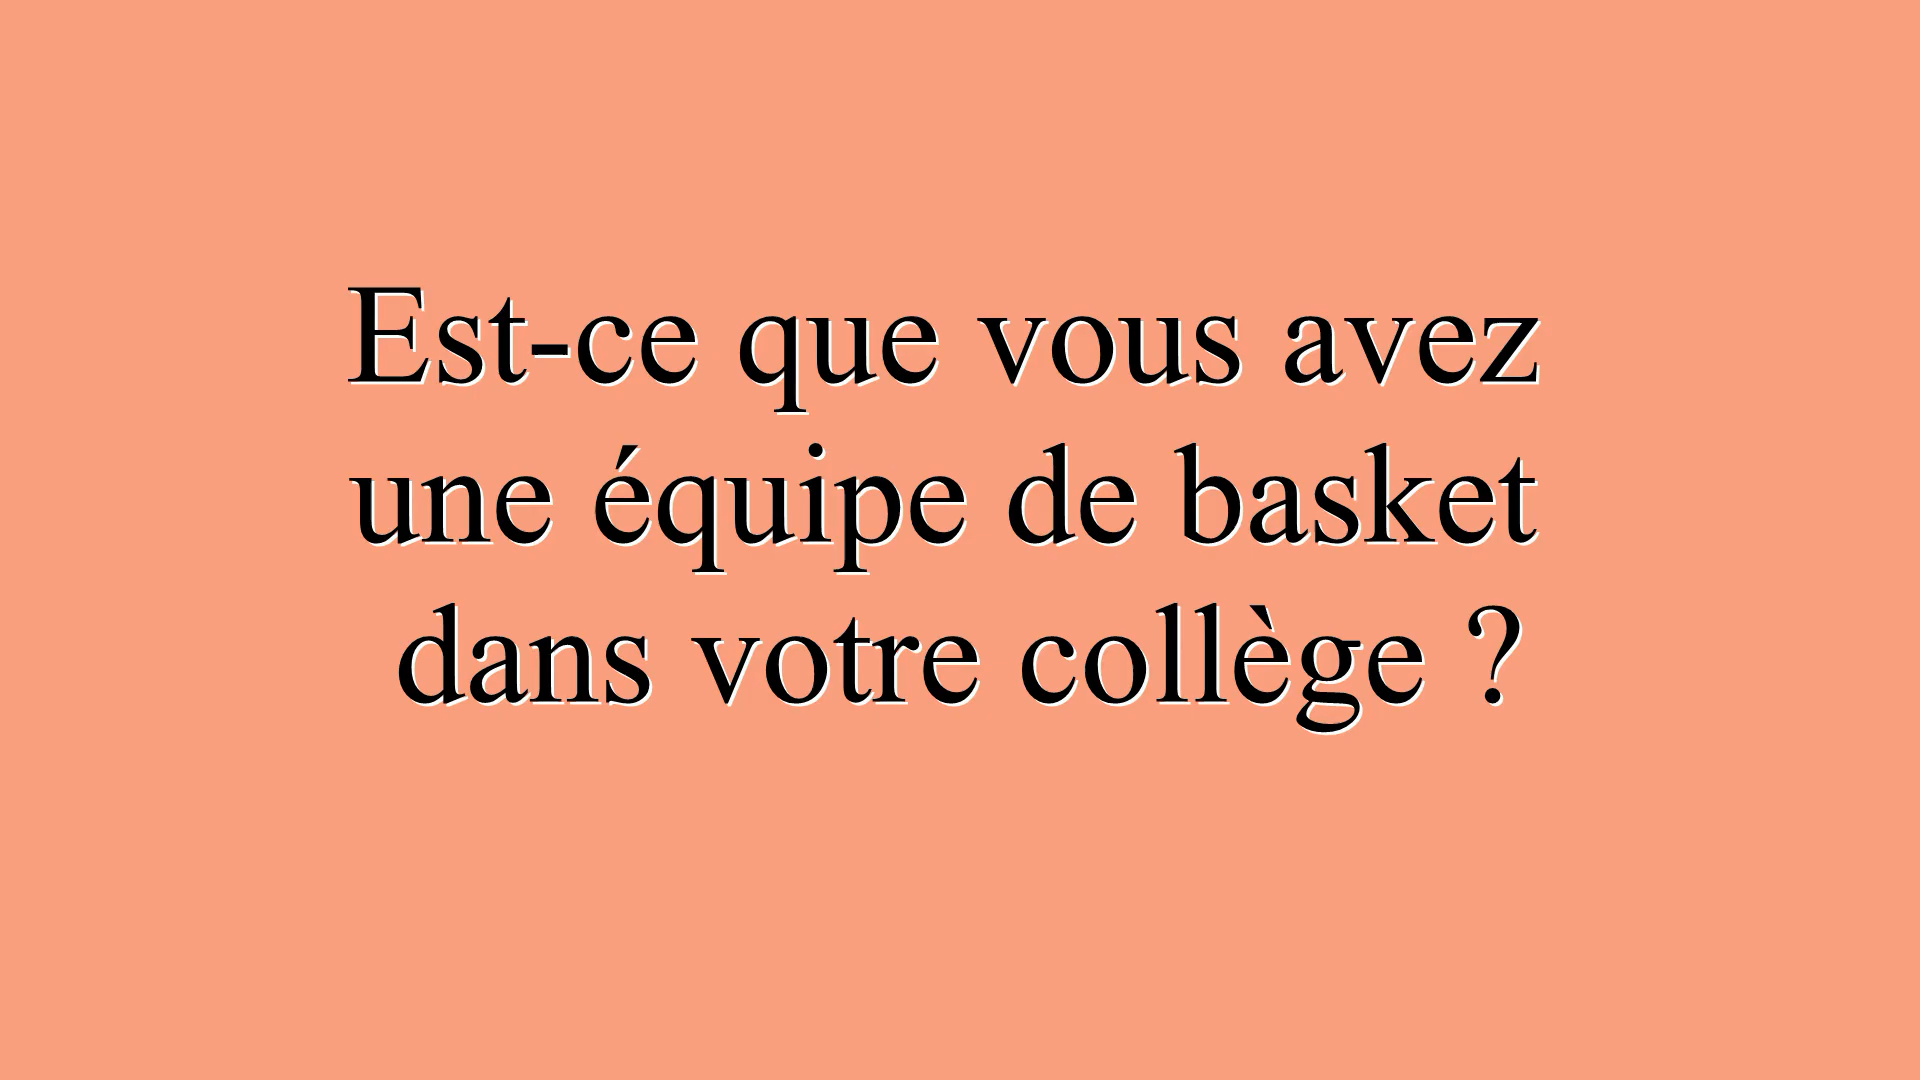 Est-ce que vous avez
une équipe de basket
dans votre collège ?